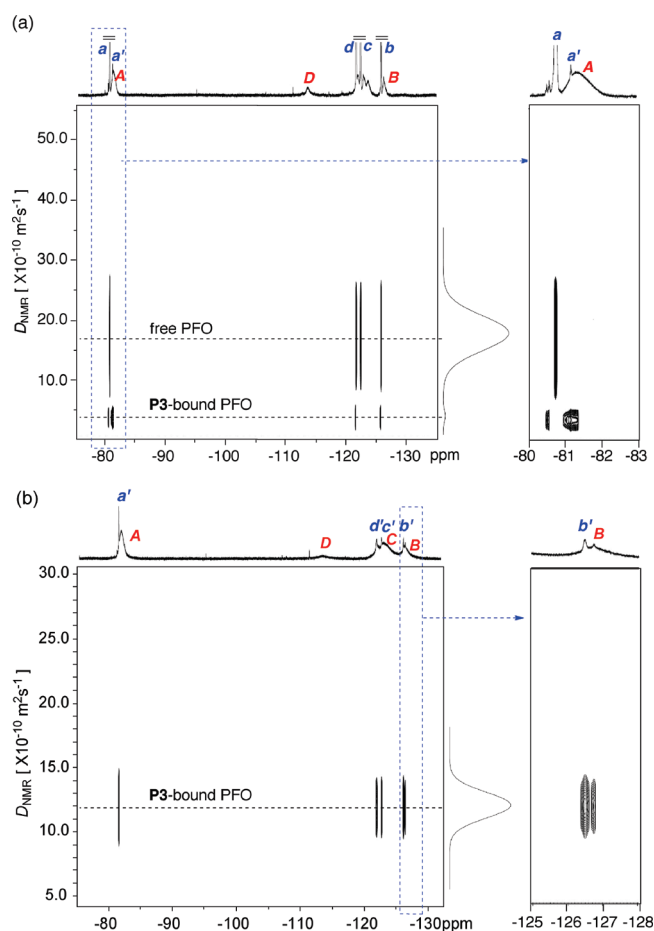 (a)
a a' A D d c b B
a a' A
D_NMR [ X10⁻¹⁰ m²s⁻¹ ]
50.0
40.0
30.0
20.0
10.0
free PFO
P3-bound PFO
-80 -90 -100 -110 -120 -130 ppm
-80 -81 -82 -83
(b)
a' A D d' c' C b' B
b' B
D_NMR [ X10⁻¹⁰ m²s⁻¹ ]
30.0
25.0
20.0
15.0
10.0
5.0
P3-bound PFO
-80 -90 -100 -110 -120 -130ppm
-125 -126 -127 -128